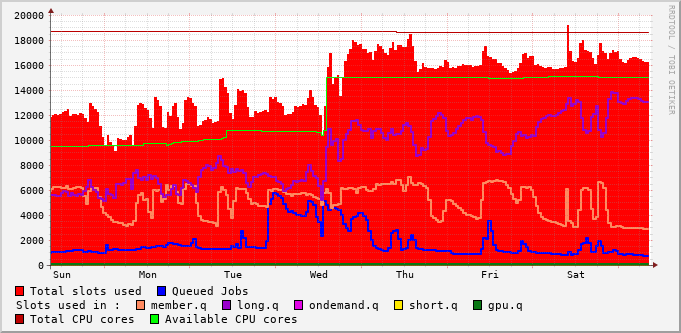 20000
18000
16000
14000
12000
10000
8000
6000
4000
2000
0
Sun Mon Tue Wed Thu Fri Sat
RRDTOOL / TOBI OETIKER
Total slots used Queued Jobs
Slots used in : member.q long.q ondemand.q short.q gpu.q
Total CPU cores Available CPU cores